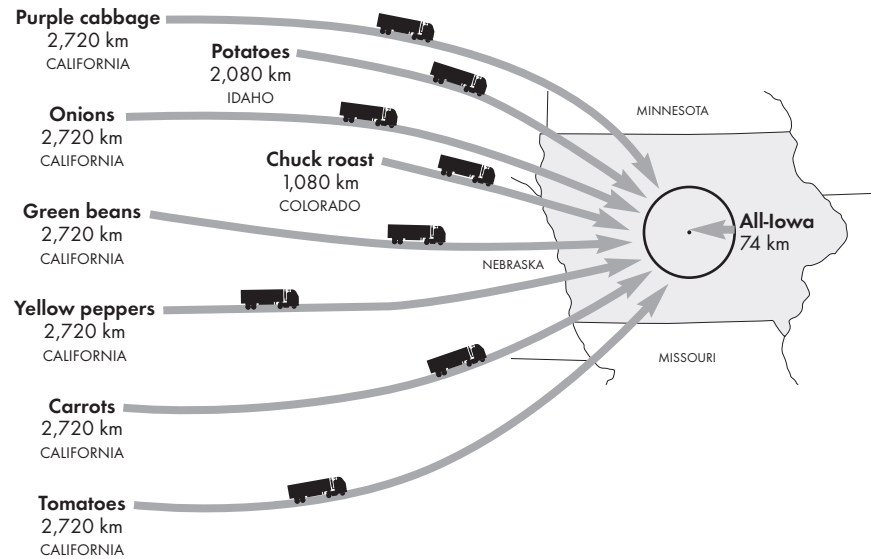 Purple cabbage
2,720 km
CALIFORNIA
Potatoes
2,080 km
IDAHO
Onions
2,720 km
CALIFORNIA
Chuck roast
1,080 km
COLORADO
Green beans
2,720 km
CALIFORNIA
Yellow peppers
2,720 km
CALIFORNIA
Carrots
2,720 km
CALIFORNIA
Tomatoes
2,720 km
CALIFORNIA
MINNESOTA
All-Iowa
74 km
NEBRASKA
MISSOURI